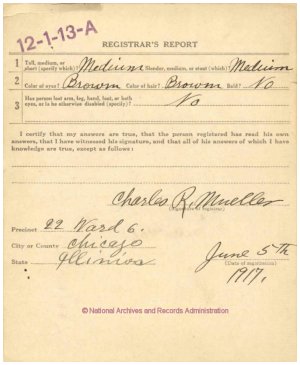 12-1-13-A
REGISTRAR'S REPORT
1 Tall, medium, or short (specify which)? Medium Slender, medium, or stout (which)? Medium
2 Color of eyes? Brown Color of hair? Brown Bald? No
3 Has person lost arm, leg, hand, foot, or both eyes, or is he otherwise disabled (specify)? No
I certify that my answers are true, that the person registered has read his own
answers, that I have witnessed his signature, and that all of his answers of which I have
knowledge are true, except as follows:
Charles R. Mueller
(Signature of registrar)
Precinct 22 Ward 6.
City or County Chicago
State Illinios
June 5th
(Date of registration)
1917.
© National Archives and Records Administration